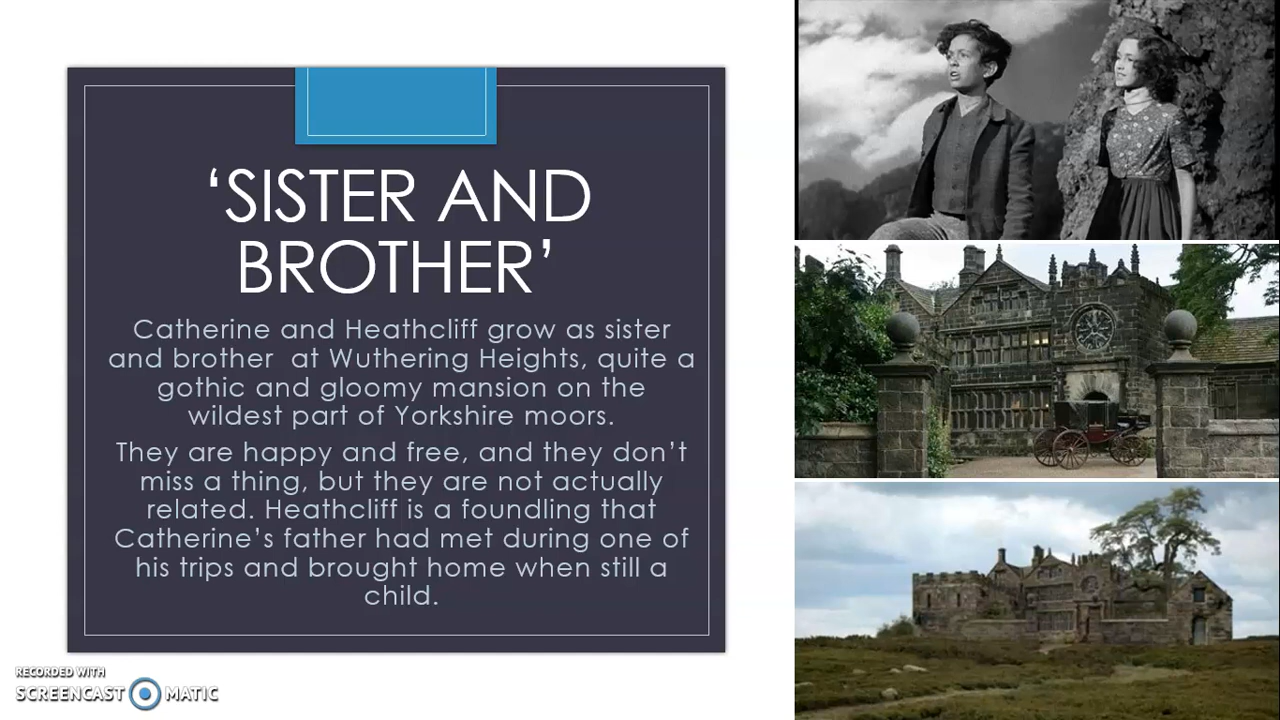 ‘SISTER AND
BROTHER’
Catherine and Heathcliff grow as sister
and brother at Wuthering Heights, quite a
gothic and gloomy mansion on the
wildest part of Yorkshire moors.
They are happy and free, and they don’t
miss a thing, but they are not actually
related. Heathcliff is a foundling that
Catherine’s father had met during one of
his trips and brought home when still a
child.
RECORDED WITH
SCREENCAST MATIC